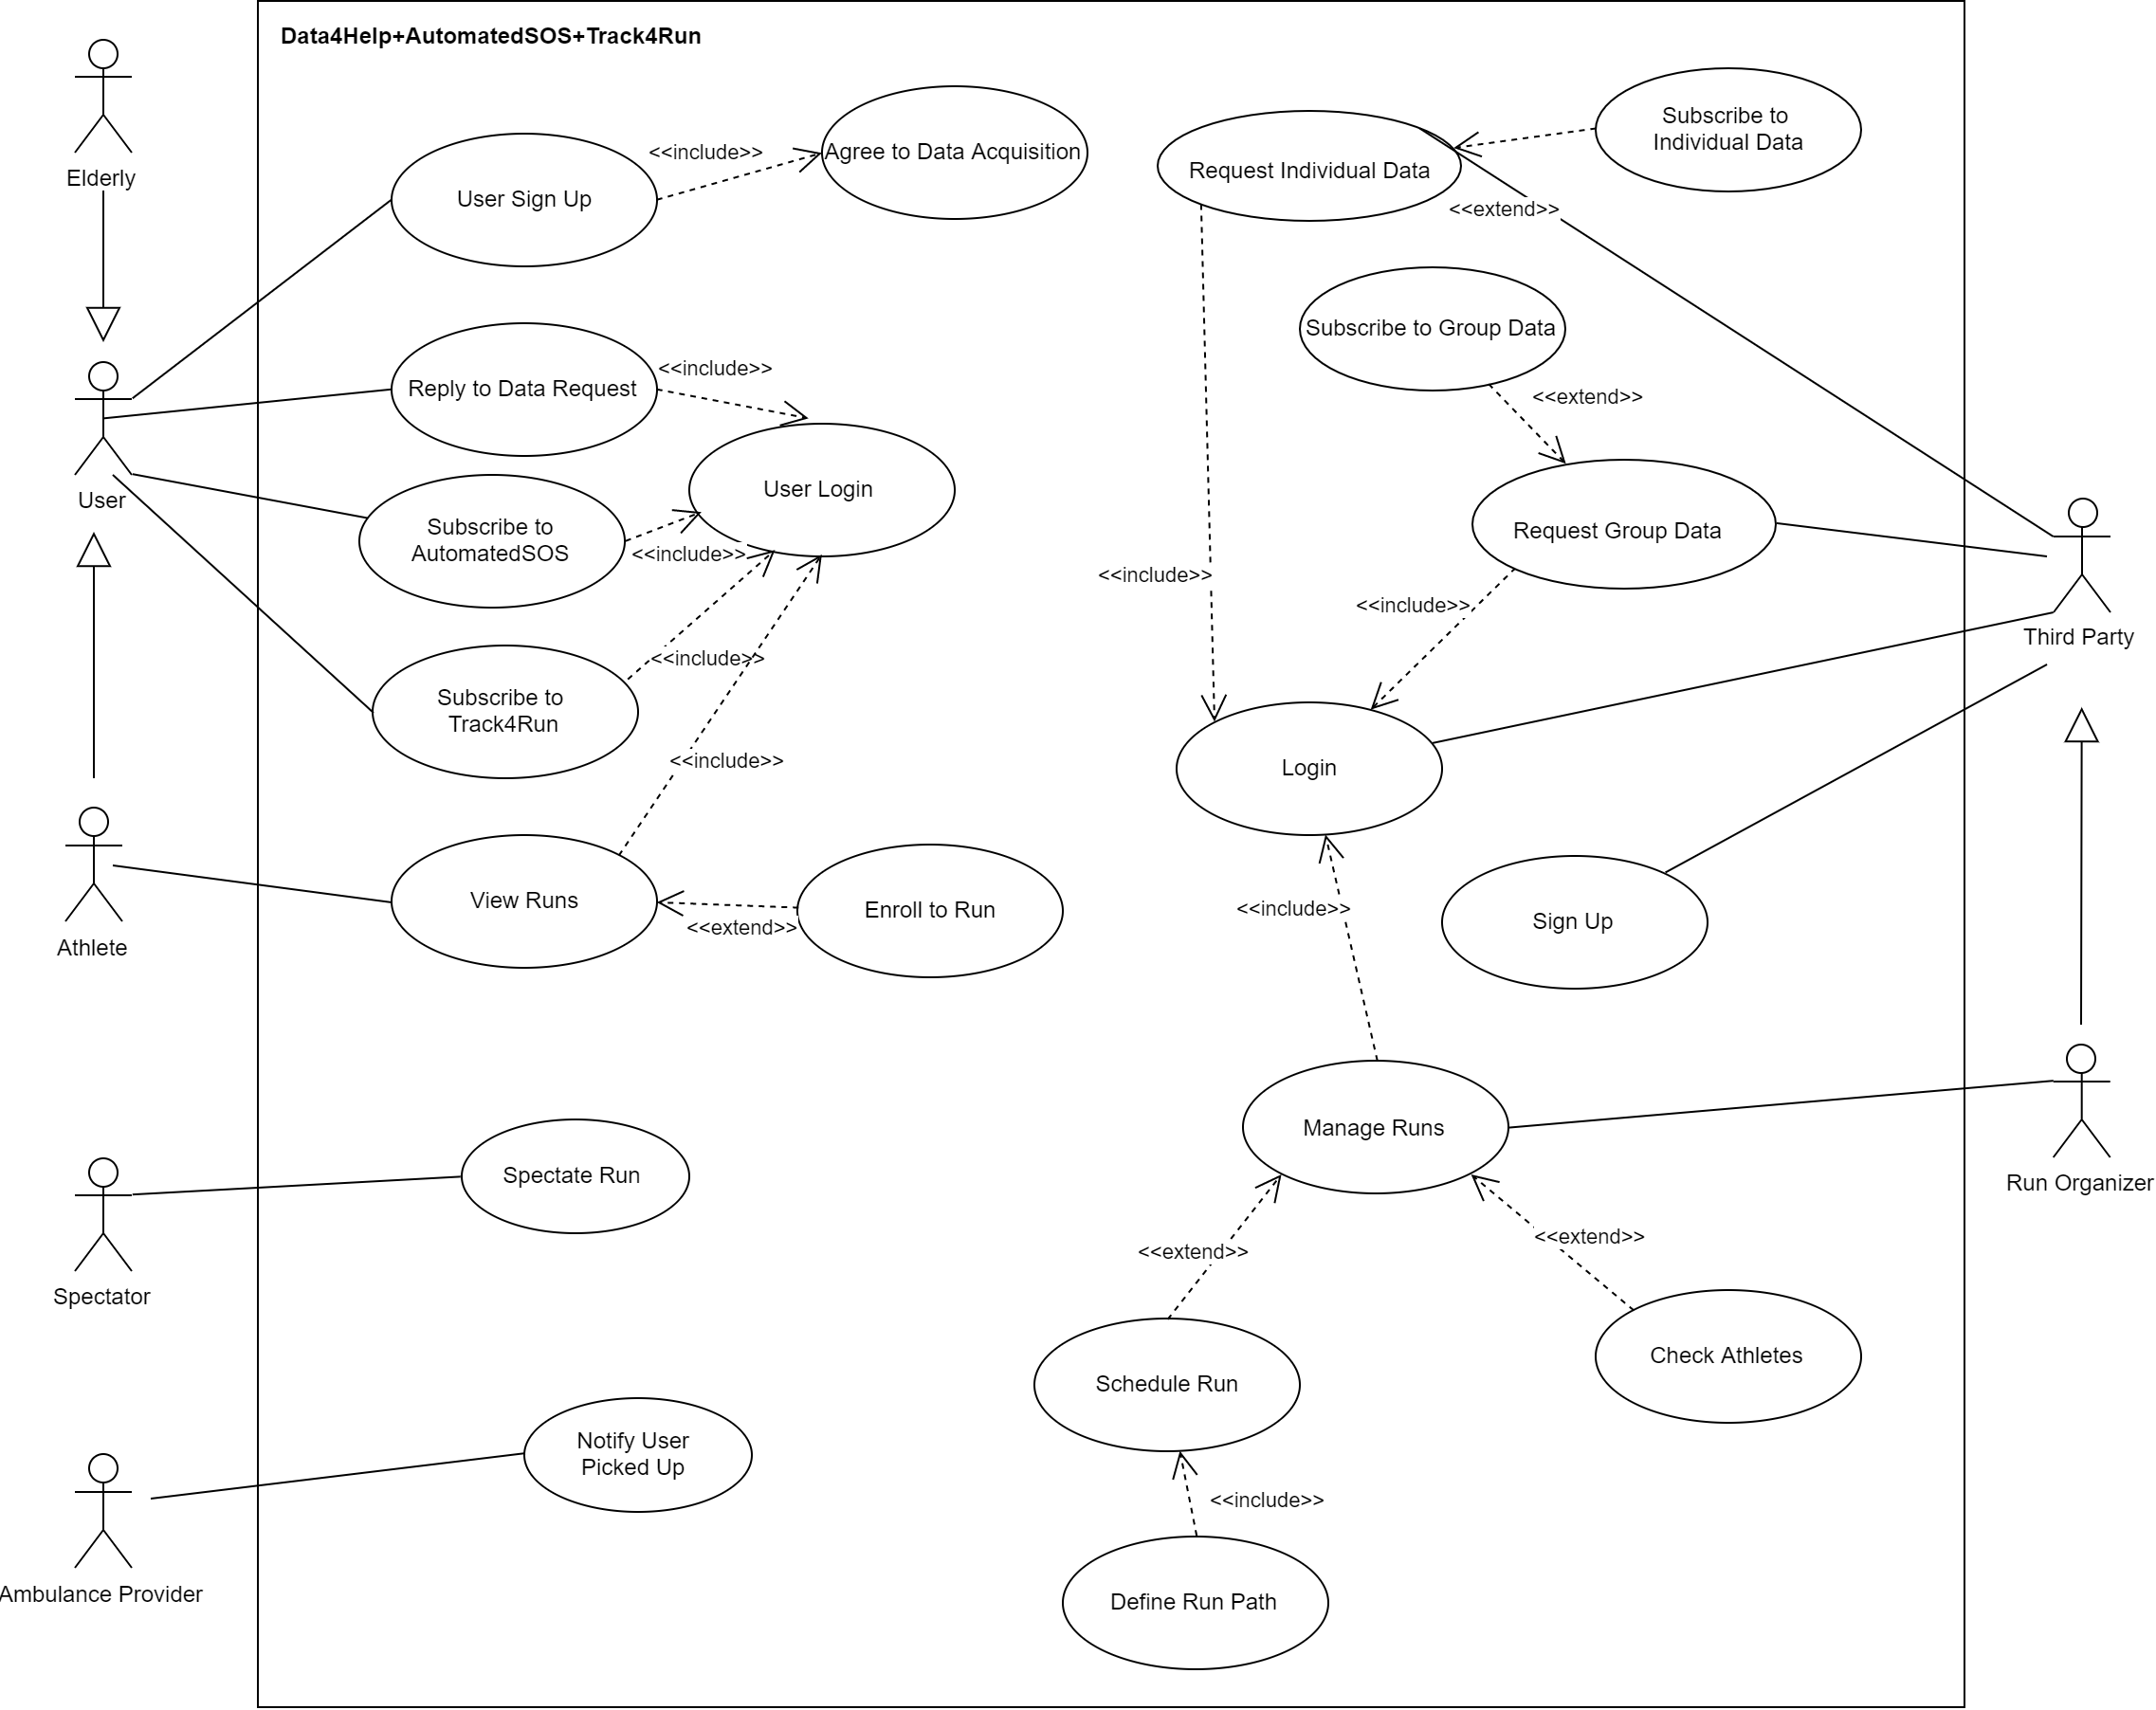 Data4Help+AutomatedSOS+Track4Run
Elderly
User Sign Up
<<include>>
Agree to Data Acquisition
Request Individual Data
Subscribe to
Individual Data
<<extend>>
Subscribe to Group Data
<<extend>>
User
Reply to Data Request
<<include>>
User Login
Subscribe to
AutomatedSOS
<<include>>
Request Group Data
<<include>>
<<include>>
Third Party
Subscribe to
Track4Run
<<include>>
<<include>>
Login
Athlete
View Runs
<<extend>>
Enroll to Run
<<include>>
Sign Up
Manage Runs
Run Organizer
Spectator
Spectate Run
<<extend>>
<<extend>>
Schedule Run
Check Athletes
Ambulance Provider
Notify User
Picked Up
<<include>>
Define Run Path